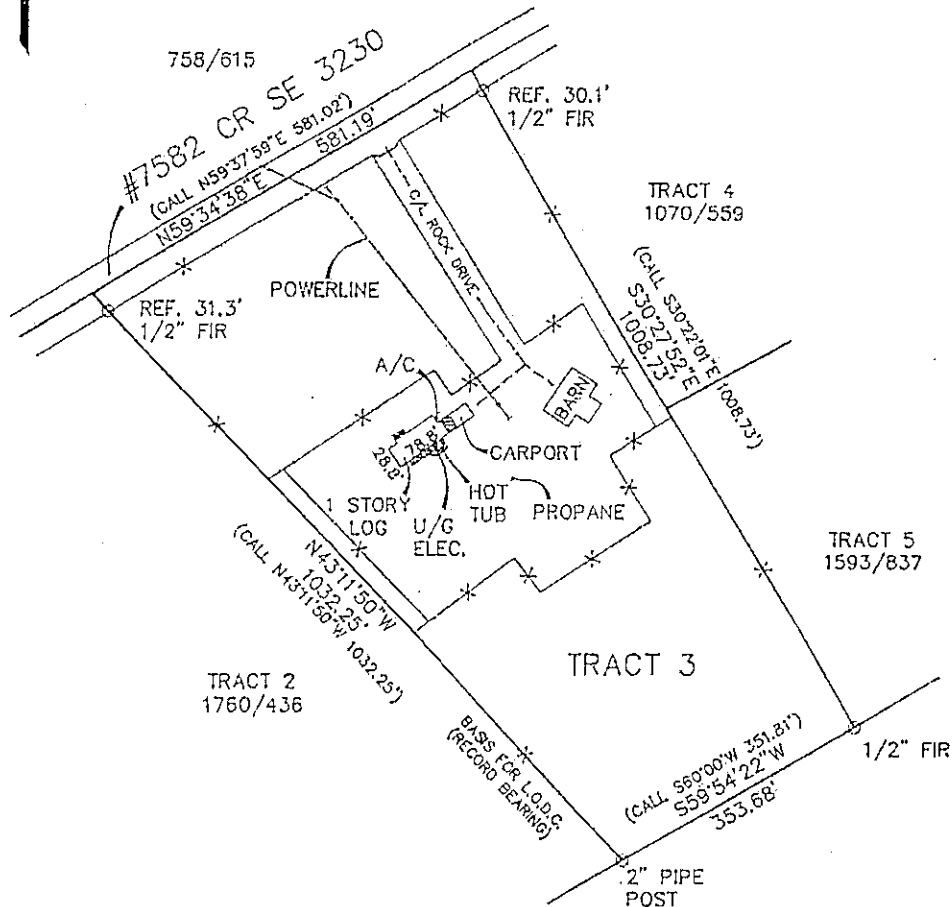 758/615
#7582 CR SE 3230
(CALL N59°37'59"E 581.02')
N59°34'38"E 581.19'
REF. 30.1'
1/2" FIR
TRACT 4
1070/559
C/L ROCK DRIVE
POWERLINE
REF. 31.3'
1/2" FIR
(CALL S30°22'01"E 1008.73')
S30°27'52"E
1008.73'
A/C
BARN
78.8'
28.8'
CARPORT
1 STORY
LOG
U/G
ELEC.
HOT
TUB
PROPANE
TRACT 5
1593/837
N43°11'50"W
1032.25'
(CALL N43°11'50"W 1032.25')
TRACT 3
TRACT 2
1760/436
BASIS FOR L.O.D.C.
(RECORD BEARING)
(CALL S60°00'W 351.81')
S59°54'22"W
353.68'
1/2" FIR
2" PIPE
POST